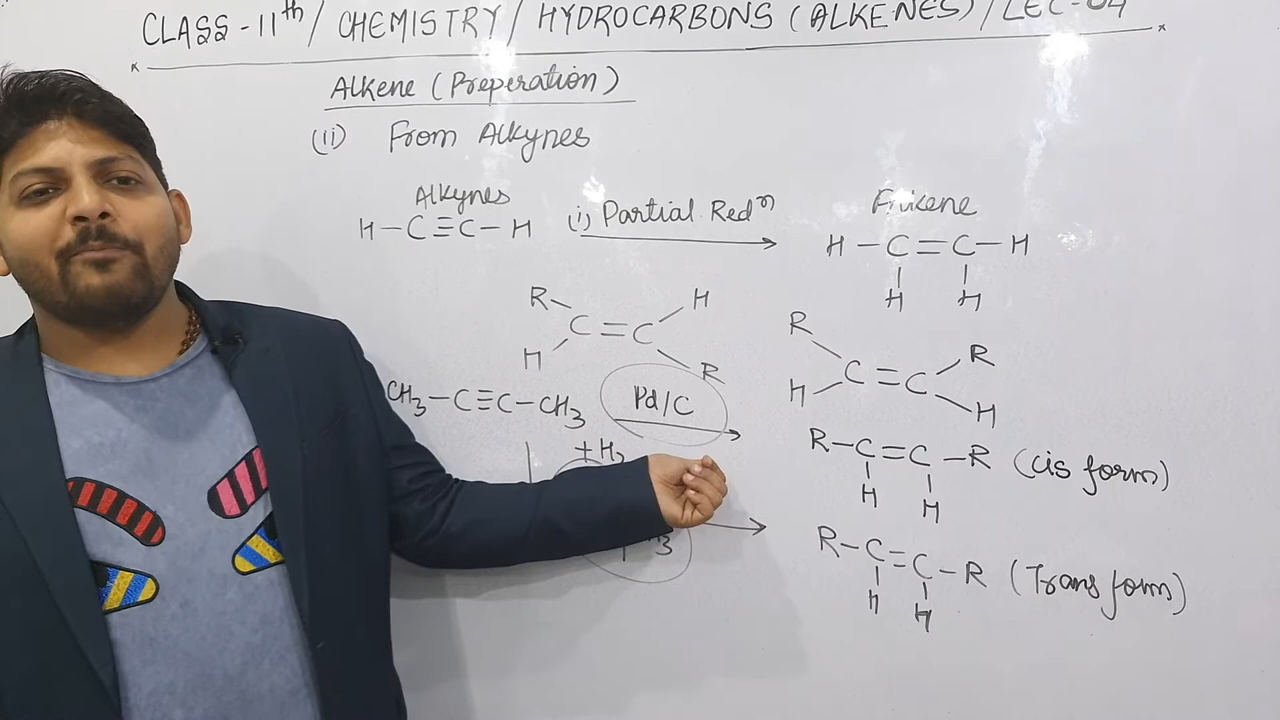 CLASS-11th / CHEMISTRY / HYDROCARBONS (ALKENES) / LEC-04
Alkene (Preperation)
(ii) From Alkynes
Alkynes
H-C≡C-H (i) Partial Redⁿ H-C=C-H
H H
R H
C=C
H R
R R
C=C
H H
CH3-C≡C-CH3 Pd/C
+ H2
R-C=C-R (cis form)
H H
3
R-C=C-R (Trans form)
H H